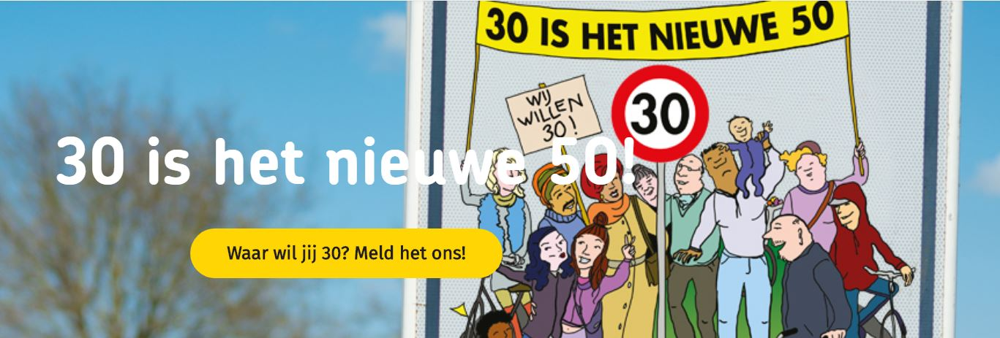 30 IS HET NIEUWE 50
WIJ
WILLEN
30!
30
30 is het nieuwe 50!
Waar wil jij 30? Meld het ons!